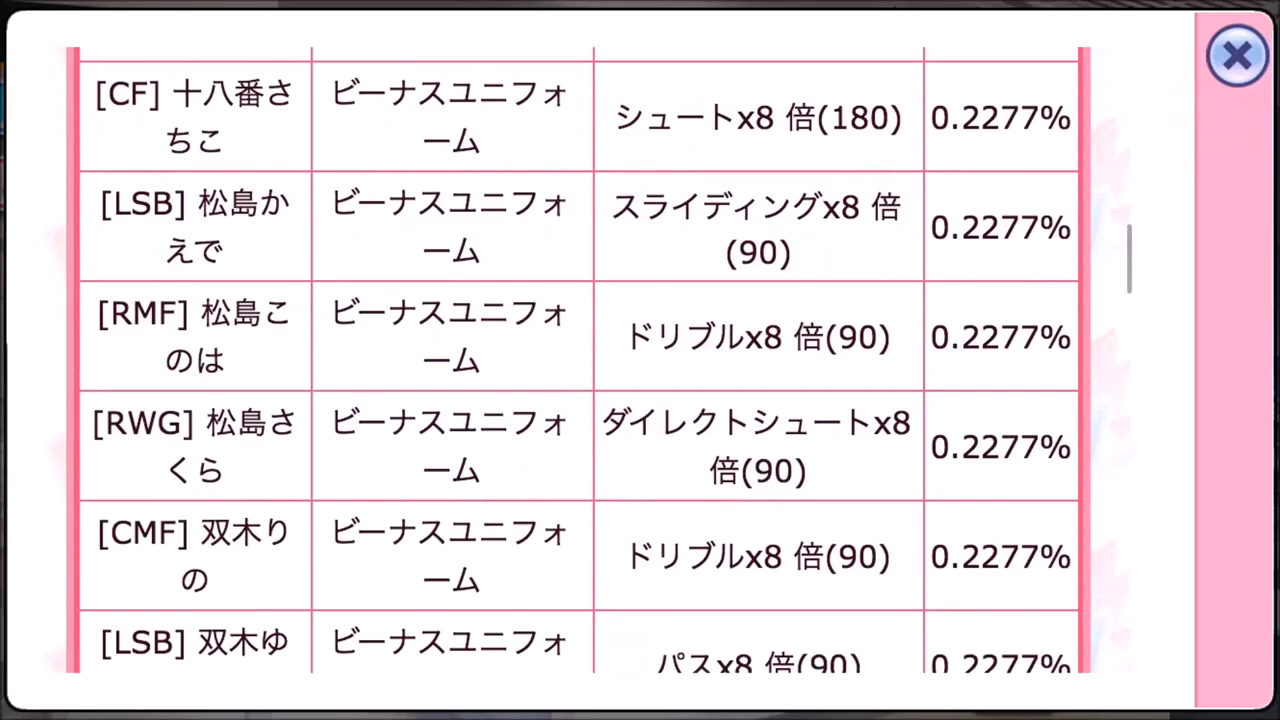 [CF] 十八番さ
ちこ
ビーナスユニフォ
ーム
シュートx8 倍(180)
0.2277%
[LSB] 松島か
えで
ビーナスユニフォ
ーム
スライディングx8 倍
(90)
0.2277%
[RMF] 松島こ
のは
ビーナスユニフォ
ーム
ドリブルx8 倍(90)
0.2277%
[RWG] 松島さ
くら
ビーナスユニフォ
ーム
ダイレクトシュートx8
倍(90)
0.2277%
[CMF] 双木り
の
ビーナスユニフォ
ーム
ドリブルx8 倍(90)
0.2277%
[LSB] 双木ゆ
ビーナスユニフォ
パスx8 倍(90)
0.2277%